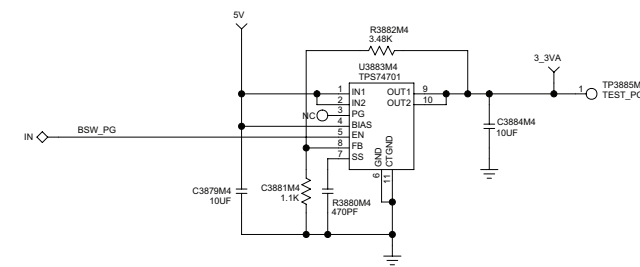 5V
R3882M4
3.48K
U3883M4
TPS74701
3_3VA
1 IN1 OUT1 9
2 IN2 OUT2 10
NC 3 PG
4 BIAS
IN BSW_PG 5 EN
8 FB
7 SS
GND
CTGND
6
11
1 TP3885M
TEST_PO
C3884M4
10UF
C3879M4
10UF
C3881M4
1.1K
R3880M4
470PF